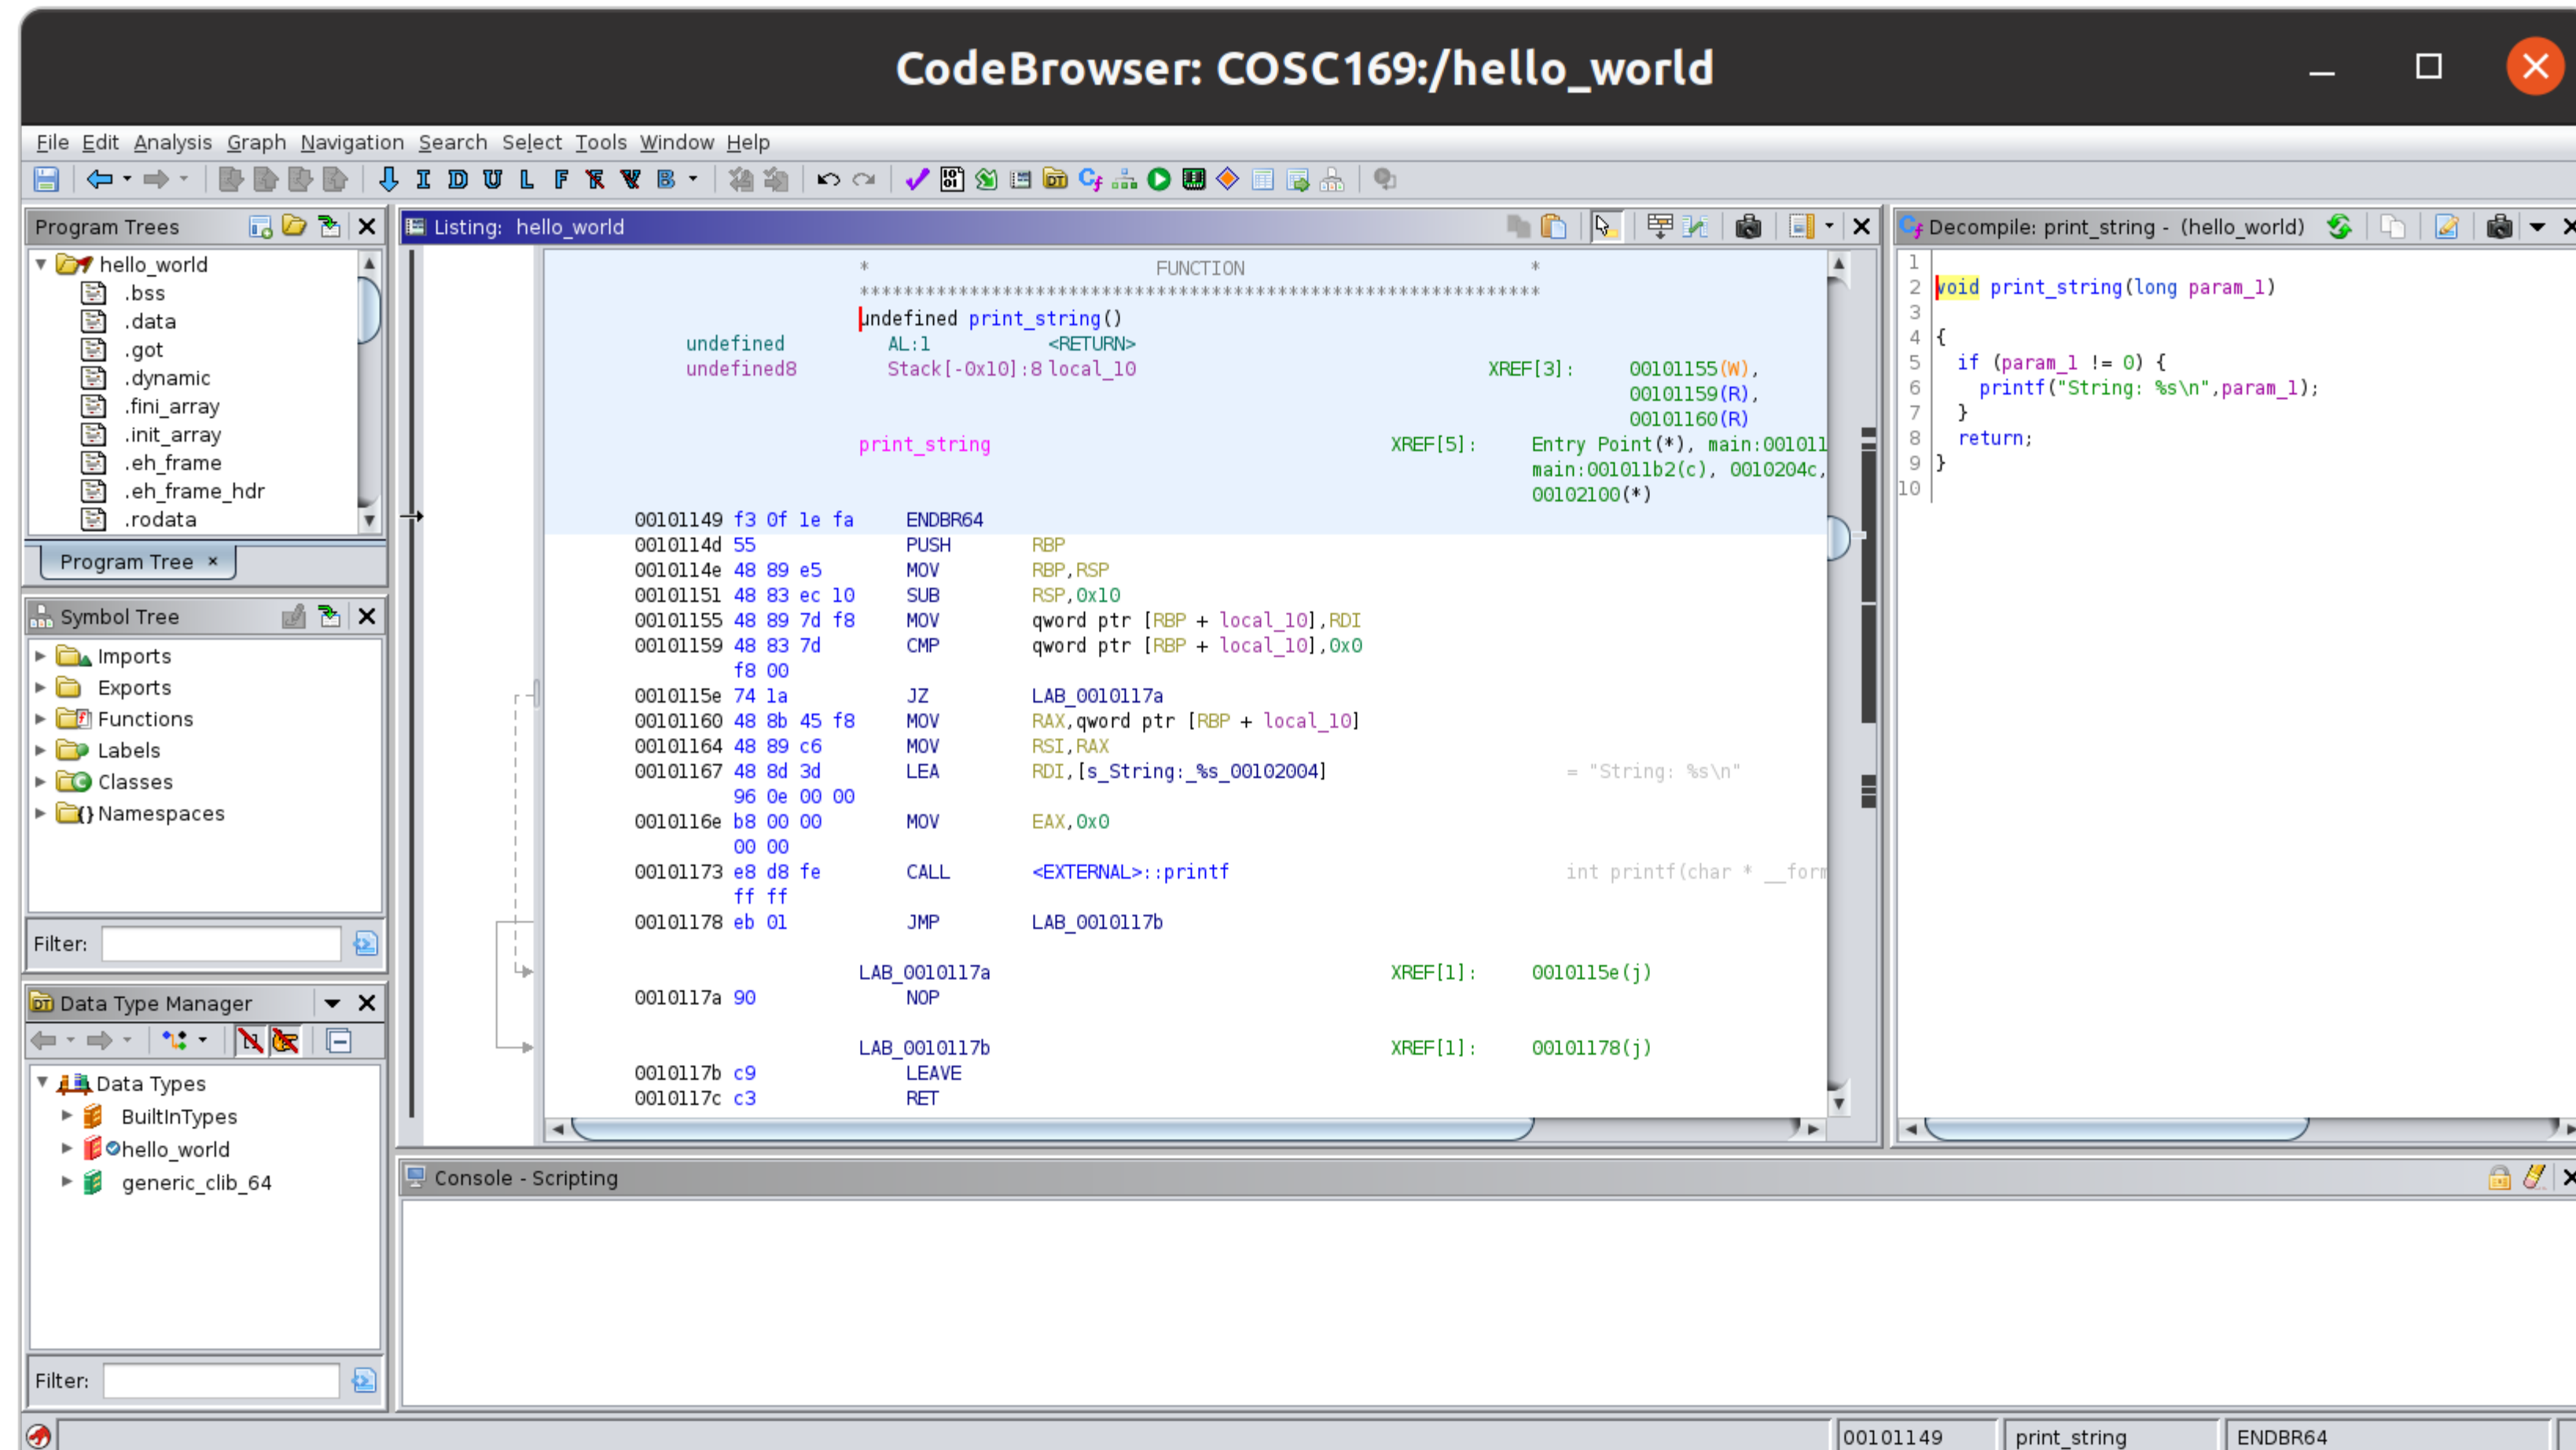 CodeBrowser: COSC169:/hello_world
File Edit Analysis Graph Navigation Search Select Tools Window Help
I D U L F B
Program Trees
hello_world
.bss
.data
.got
.dynamic
.fini_array
.init_array
.eh_frame
.eh_frame_hdr
.rodata
Program Tree ×
Symbol Tree
Imports
Exports
Functions
Labels
Classes
Namespaces
Filter:
Data Type Manager
Data Types
BuiltInTypes
hello_world
generic_clib_64
Filter:
Listing: hello_world
* FUNCTION *
***************************************************************
undefined print_string()
undefined AL:1 <RETURN>
undefined8 Stack[-0x10]:8 local_10 XREF[3]: 00101155(W),
00101159(R),
00101160(R)
print_string XREF[5]: Entry Point(*), main:001011
main:001011b2(c), 0010204c,
00102100(*)
00101149 f3 0f 1e fa ENDBR64
0010114d 55 PUSH RBP
0010114e 48 89 e5 MOV RBP,RSP
00101151 48 83 ec 10 SUB RSP,0x10
00101155 48 89 7d f8 MOV qword ptr [RBP + local_10],RDI
00101159 48 83 7d CMP qword ptr [RBP + local_10],0x0
f8 00
0010115e 74 1a JZ LAB_0010117a
00101160 48 8b 45 f8 MOV RAX,qword ptr [RBP + local_10]
00101164 48 89 c6 MOV RSI,RAX
00101167 48 8d 3d LEA RDI,[s_String:_%s_00102004] = "String: %s\n"
96 0e 00 00
0010116e b8 00 00 MOV EAX,0x0
00 00
00101173 e8 d8 fe CALL <EXTERNAL>::printf int printf(char * __form
ff ff
00101178 eb 01 JMP LAB_0010117b
LAB_0010117a XREF[1]: 0010115e(j)
0010117a 90 NOP
LAB_0010117b XREF[1]: 00101178(j)
0010117b c9 LEAVE
0010117c c3 RET
Decompile: print_string - (hello_world)
1
2 void print_string(long param_1)
3
4 {
5 if (param_1 != 0) {
6 printf("String: %s\n",param_1);
7 }
8 return;
9 }
10
Console - Scripting
00101149 print_string ENDBR64